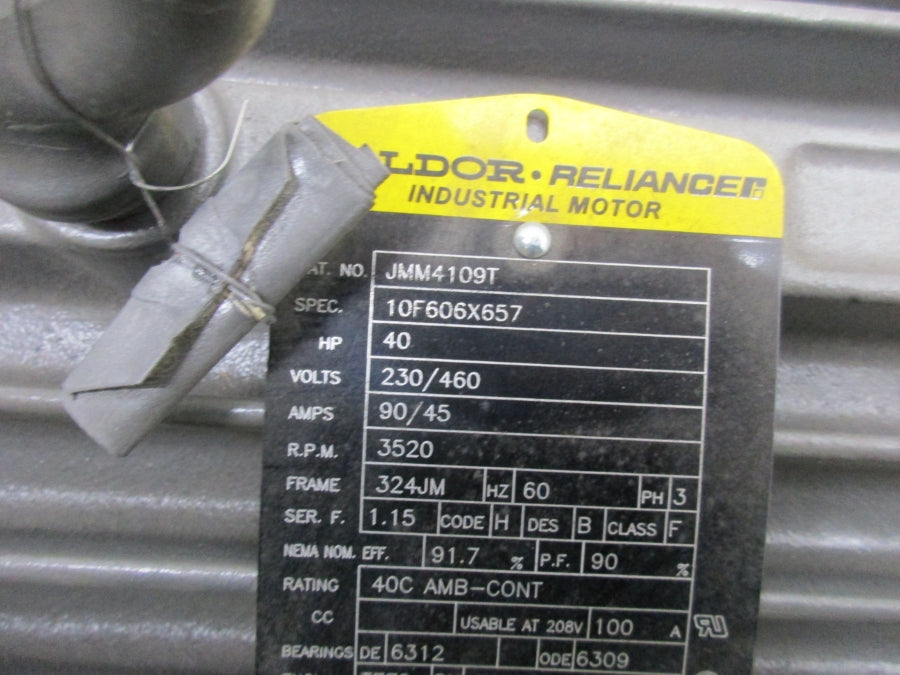 LDOR · RELIANCE
INDUSTRIAL MOTOR
AT. NO. JMM4109T
SPEC. 10F606X657
HP 40
VOLTS 230/460
AMPS 90/45
R.P.M. 3520
FRAME 324JM HZ 60 PH 3
SER. F. 1.15 CODE H DES B CLASS F
NEMA NOM. EFF. 91.7 % P.F. 90 %
RATING 40C AMB-CONT
CC USABLE AT 208V 100 A
BEARINGS DE 6312 ODE 6309